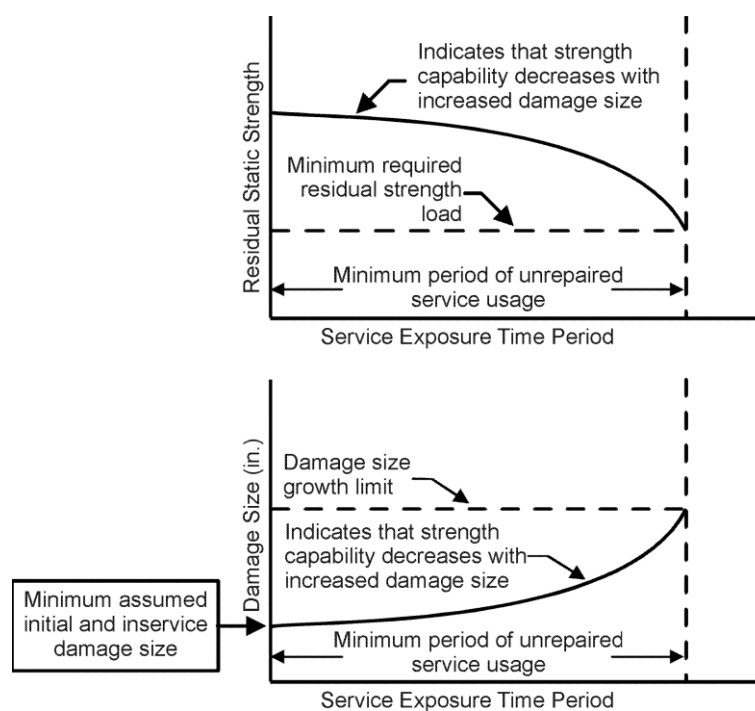 Indicates that strength
capability decreases with
increased damage size
Residual Static Strength
Minimum required
residual strength
load
Minimum period of unrepaired
service usage
Service Exposure Time Period
Damage Size (in.)
Damage size
growth limit
Indicates that strength
capability decreases with
increased damage size
Minimum assumed
initial and inservice
damage size
Minimum period of unrepaired
service usage
Service Exposure Time Period